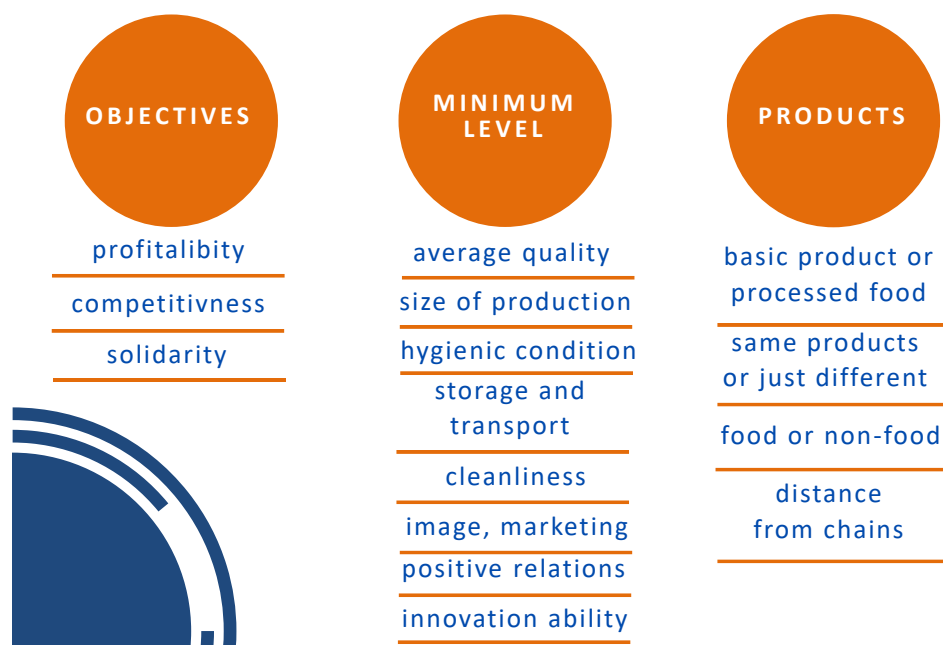 OBJECTIVES
profitalibity
competitivness
solidarity
MINIMUM
LEVEL
average quality
size of production
hygienic condition
storage and
transport
cleanliness
image, marketing
positive relations
innovation ability
PRODUCTS
basic product or
processed food
same products
or just different
food or non-food
distance
from chains